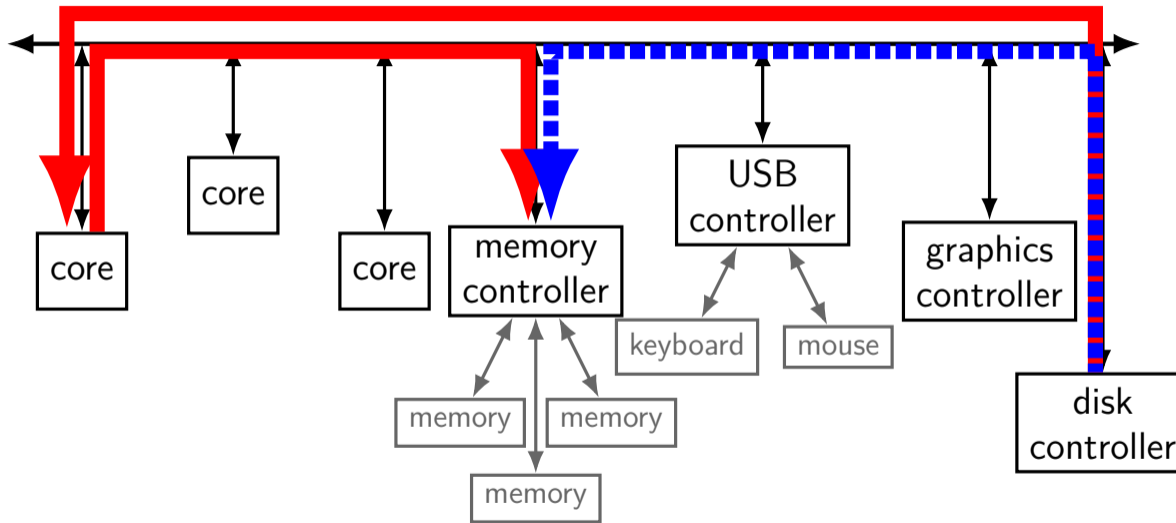 core
core
core
memory
controller
USB
controller
graphics
controller
disk
controller
keyboard
mouse
memory
memory
memory